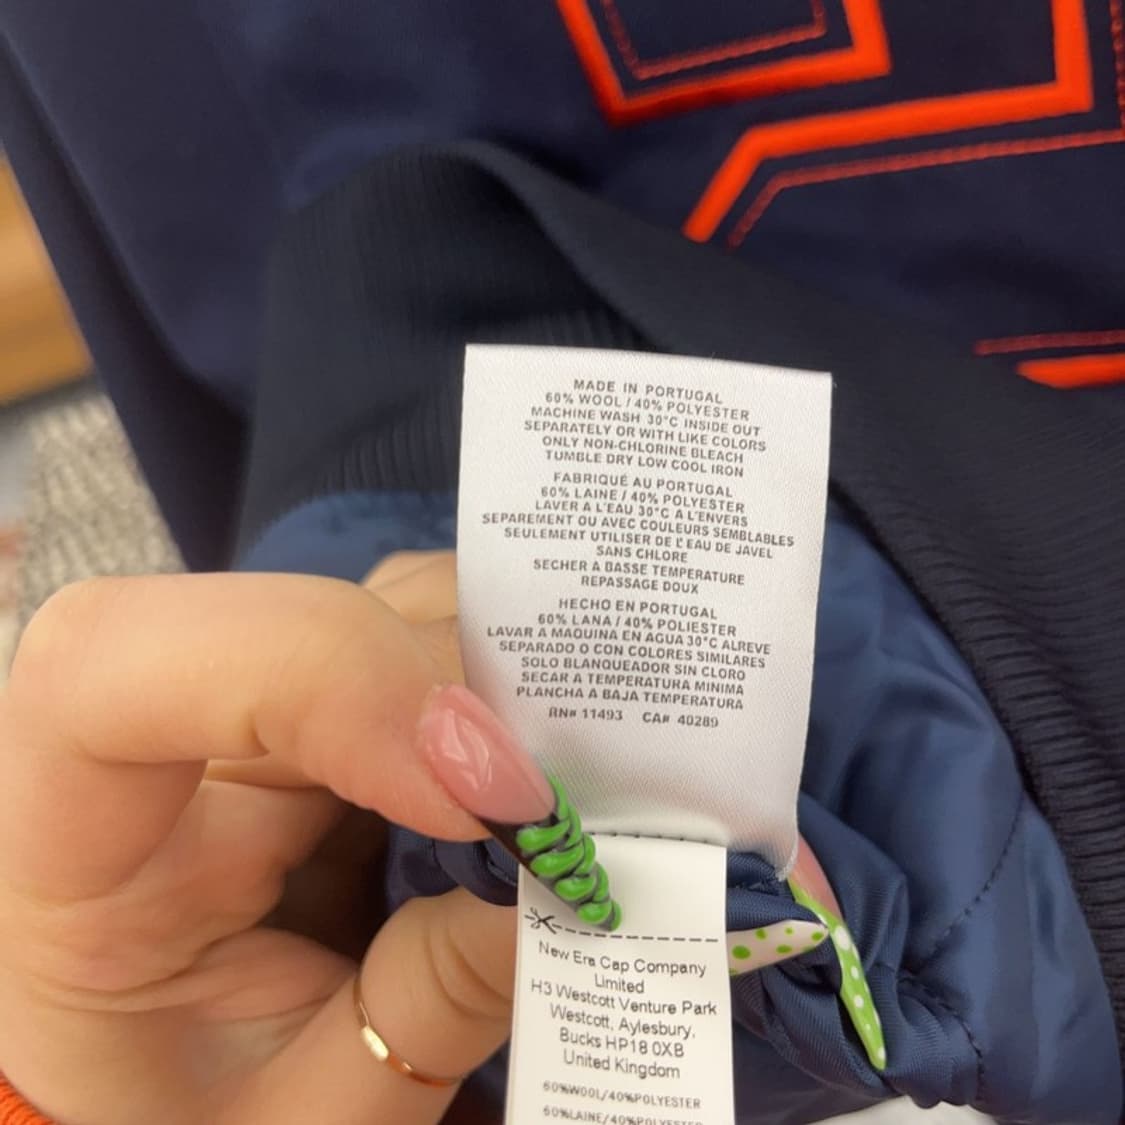 MADE IN PORTUGAL
60% WOOL / 40% POLYESTER
MACHINE WASH 30°C INSIDE OUT
SEPARATELY OR WITH LIKE COLORS
ONLY NON-CHLORINE BLEACH
TUMBLE DRY LOW COOL IRON
FABRIQUÉ AU PORTUGAL
60% LAINE / 40% POLYESTER
LAVER A L'EAU 30°C A L'ENVERS
SEPAREMENT OU AVEC COULEURS SEMBLABLES
SEULEMENT UTILISER DE L'EAU DE JAVEL
SANS CHLORE
SECHER A BASSE TEMPERATURE
REPASSAGE DOUX
HECHO EN PORTUGAL
60% LANA / 40% POLIESTER
LAVAR A MAQUINA EN AGUA 30°C ALREVE
SEPARADO O CON COLORES SIMILARES
SOLO BLANQUEADOR SIN CLORO
SECAR A TEMPERATURA MINIMA
PLANCHA A BAJA TEMPERATURA
RN# 11493 CA# 40289
New Era Cap Company
Limited
H3 Westcott Venture Park
Westcott, Aylesbury,
Bucks HP18 0XB
United Kingdom
60%WOOL/40%POLYESTER
60%LAINE/40%POLYESTER